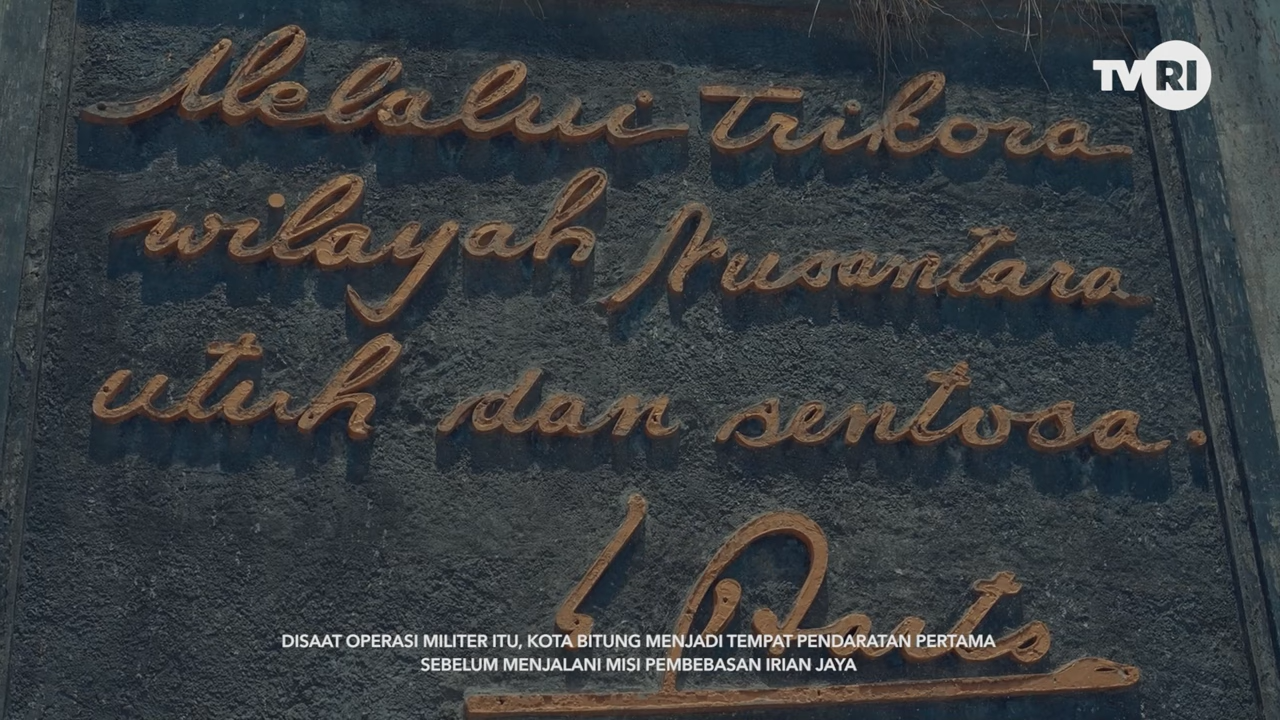 TVRI
Melalui Trikora
wilayah Nusantara
utuh dan sentosa.
DISAAT OPERASI MILITER ITU, KOTA BITUNG MENJADI TEMPAT PENDARATAN PERTAMA
SEBELUM MENJALANI MISI PEMBEBASAN IRIAN JAYA